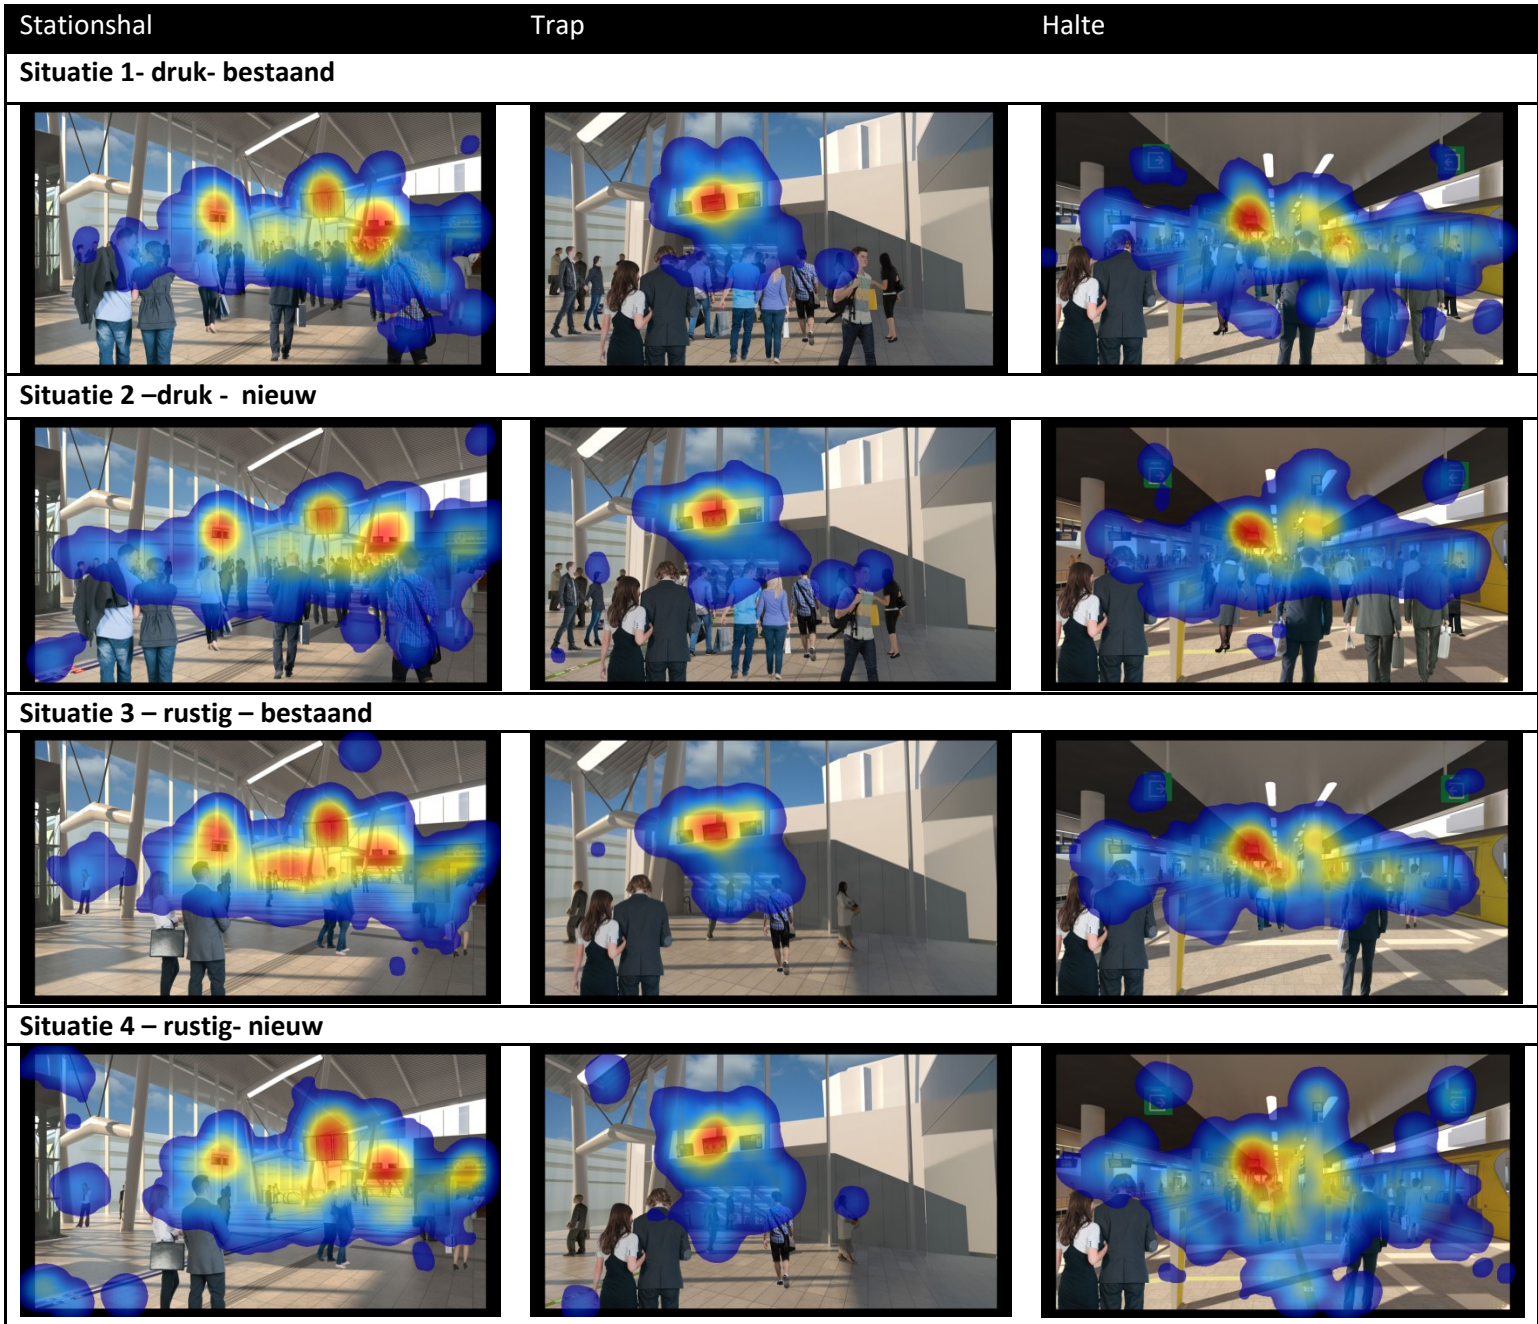 Stationshal Trap Halte
Situatie 1- druk- bestaand
Situatie 2 –druk - nieuw
Situatie 3 – rustig – bestaand
Situatie 4 – rustig- nieuw